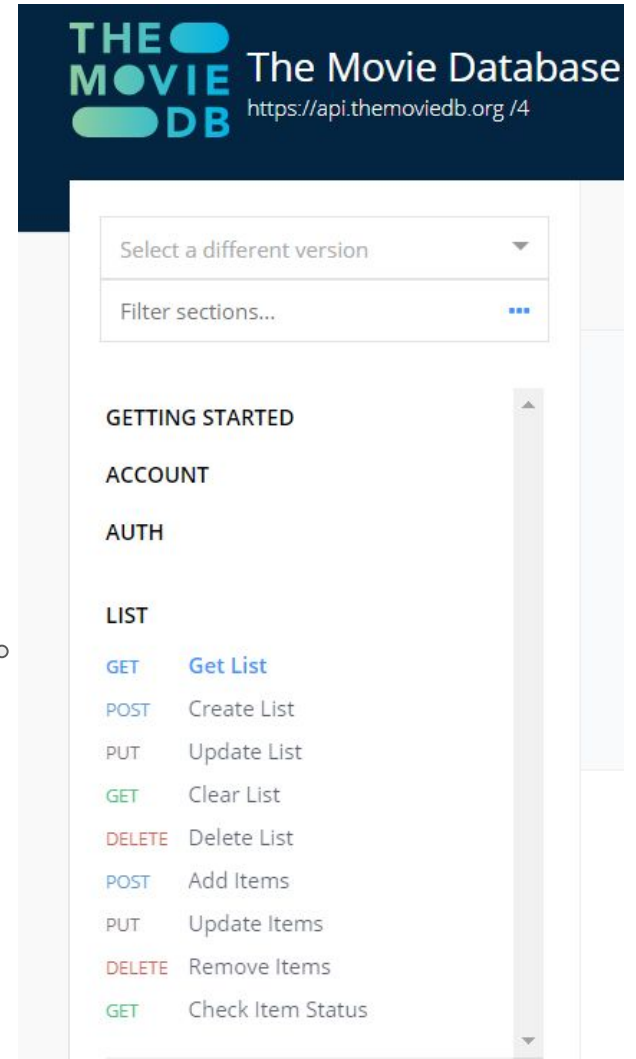 THE
MOVIE
DB
The Movie Database
https://api.themoviedb.org /4
Select a different version
Filter sections...
GETTING STARTED
ACCOUNT
AUTH
LIST
GET Get List
POST Create List
PUT Update List
GET Clear List
DELETE Delete List
POST Add Items
PUT Update Items
DELETE Remove Items
GET Check Item Status